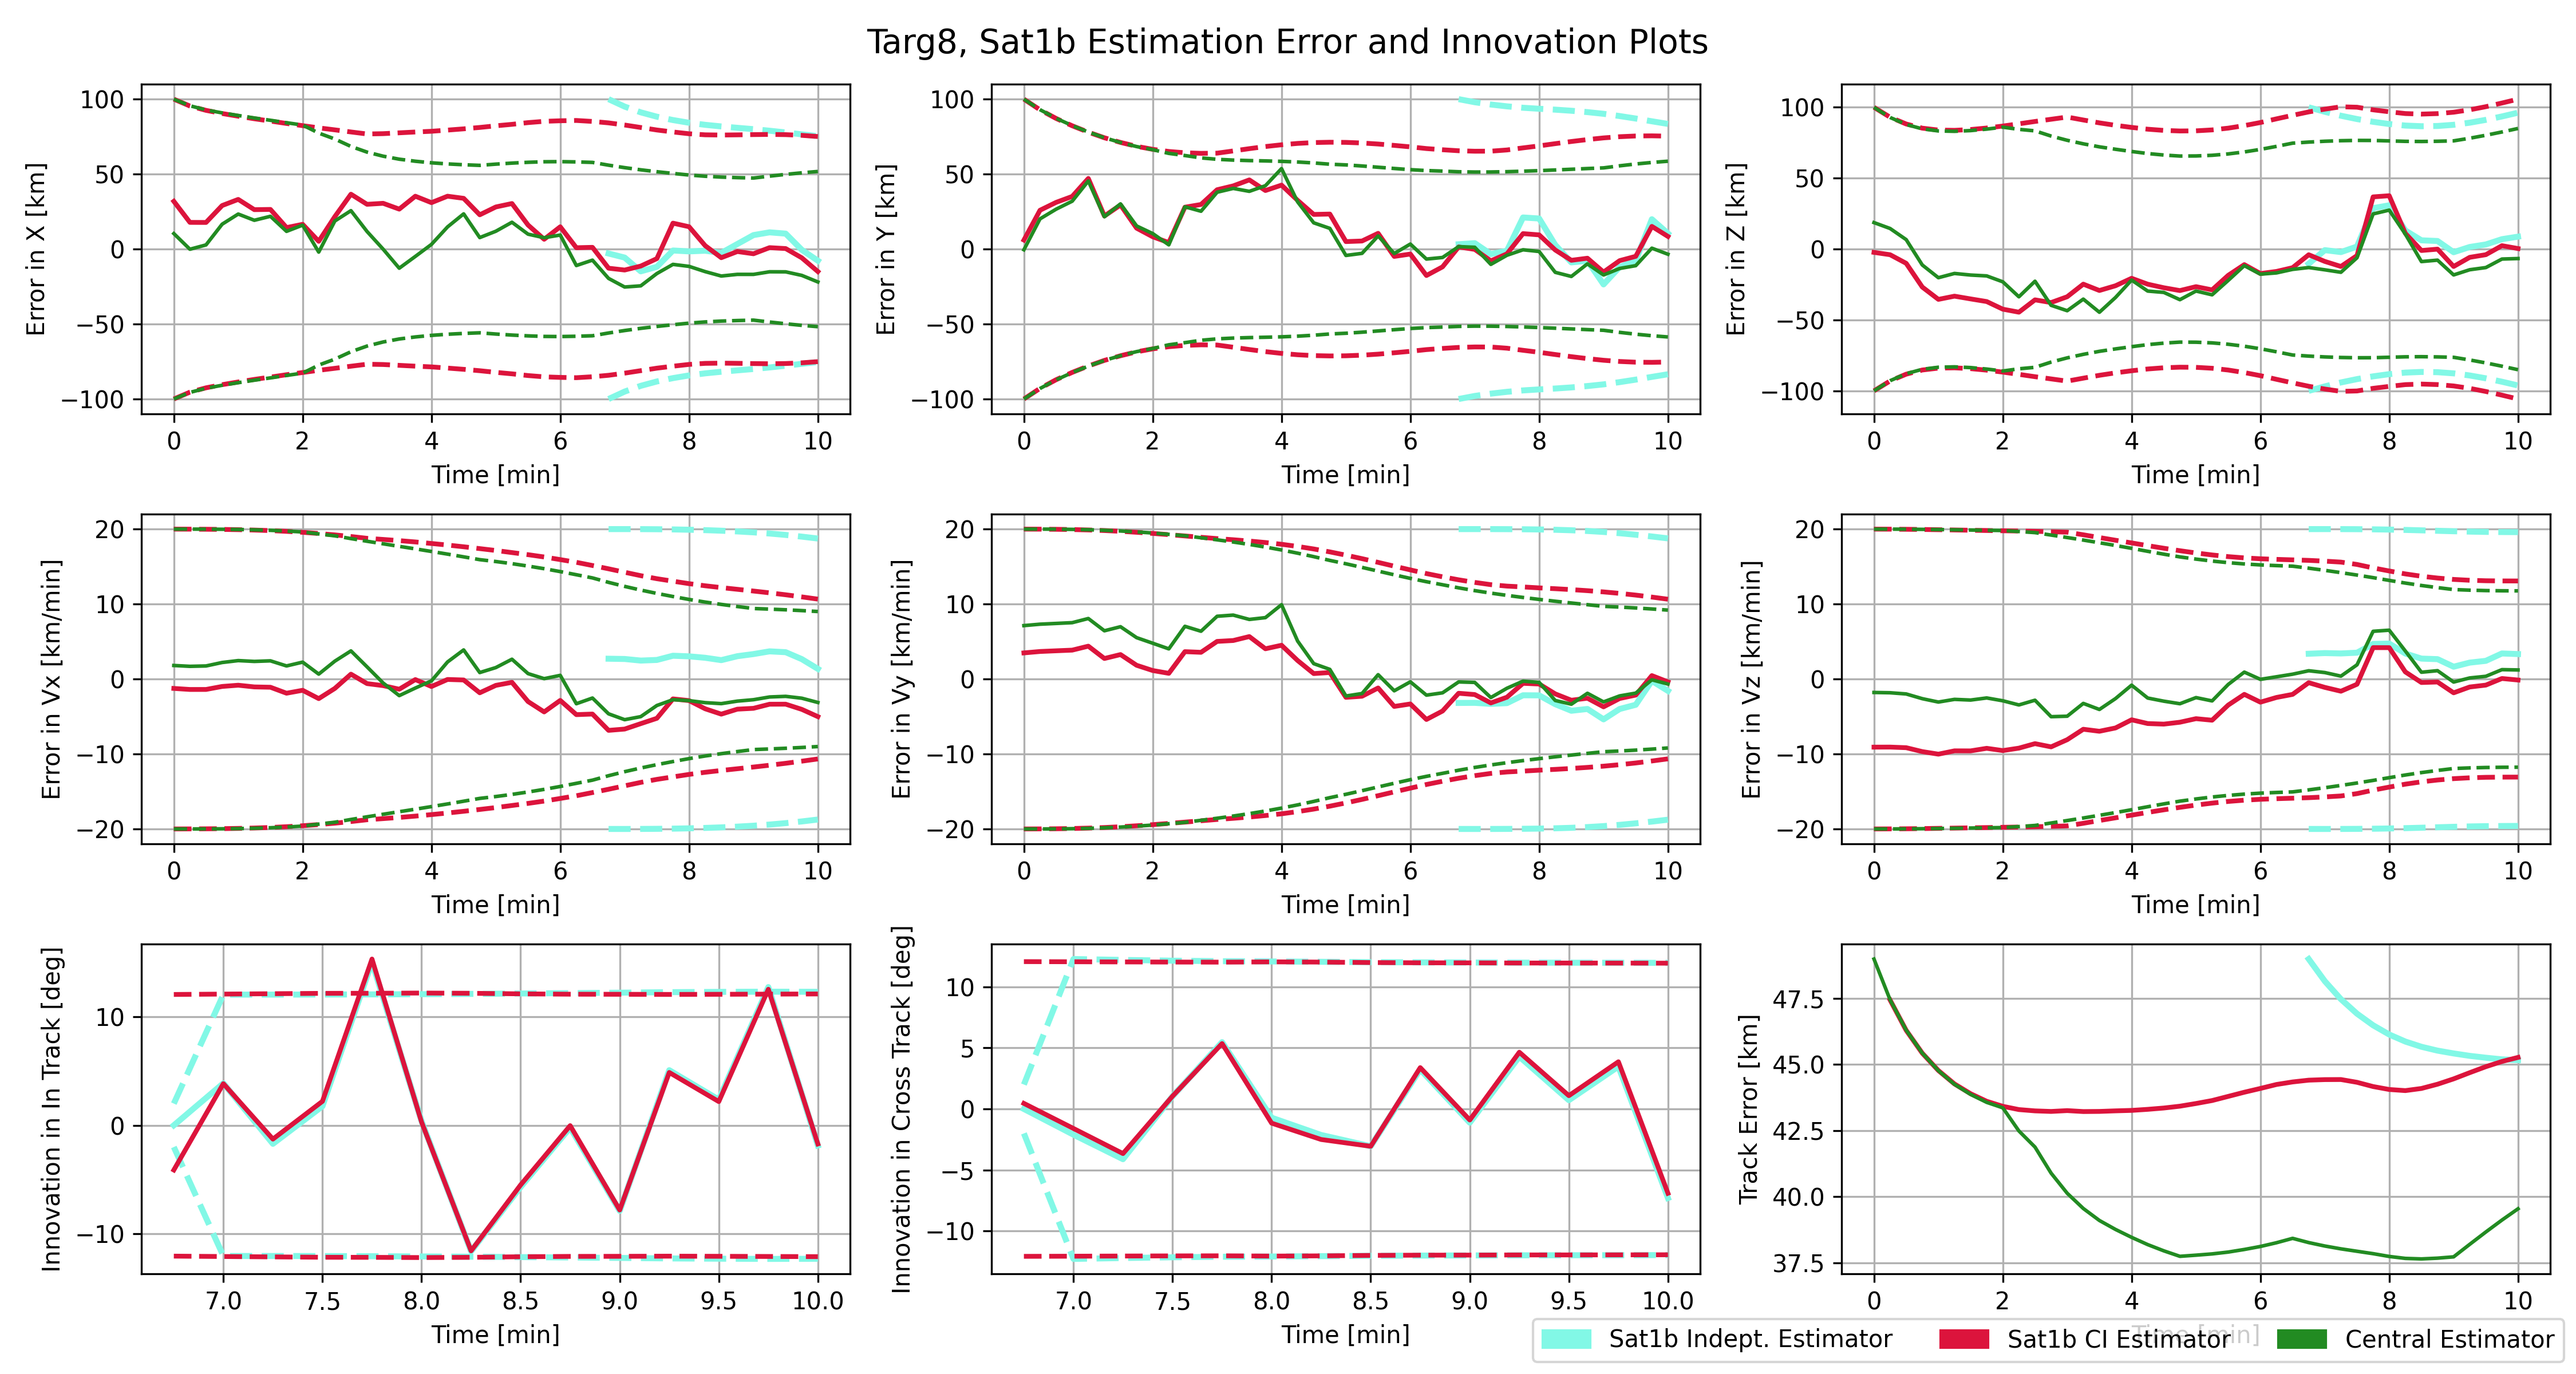 Targ8, Sat1b Estimation Error and Innovation Plots
Error in X [km]
100
50
0
−50
−100
0 2 4 6 8 10
Time [min]
Error in Y [km]
100
50
0
−50
−100
0 2 4 6 8 10
Time [min]
Error in Z [km]
100
50
0
−50
−100
0 2 4 6 8 10
Time [min]
Error in Vx [km/min]
20
10
0
−10
−20
0 2 4 6 8 10
Time [min]
Error in Vy [km/min]
20
10
0
−10
−20
0 2 4 6 8 10
Time [min]
Error in Vz [km/min]
20
10
0
−10
−20
0 2 4 6 8 10
Time [min]
Innovation in In Track [deg]
10
0
−10
7.0 7.5 8.0 8.5 9.0 9.5 10.0
Time [min]
Innovation in Cross Track [deg]
10
5
0
−5
−10
7.0 7.5 8.0 8.5 9.0 9.5 10.0
Time [min]
Track Error [km]
47.5
45.0
42.5
40.0
37.5
0 2 4 6 8 10
Time [min]
Sat1b Indept. Estimator Sat1b CI Estimator Central Estimator